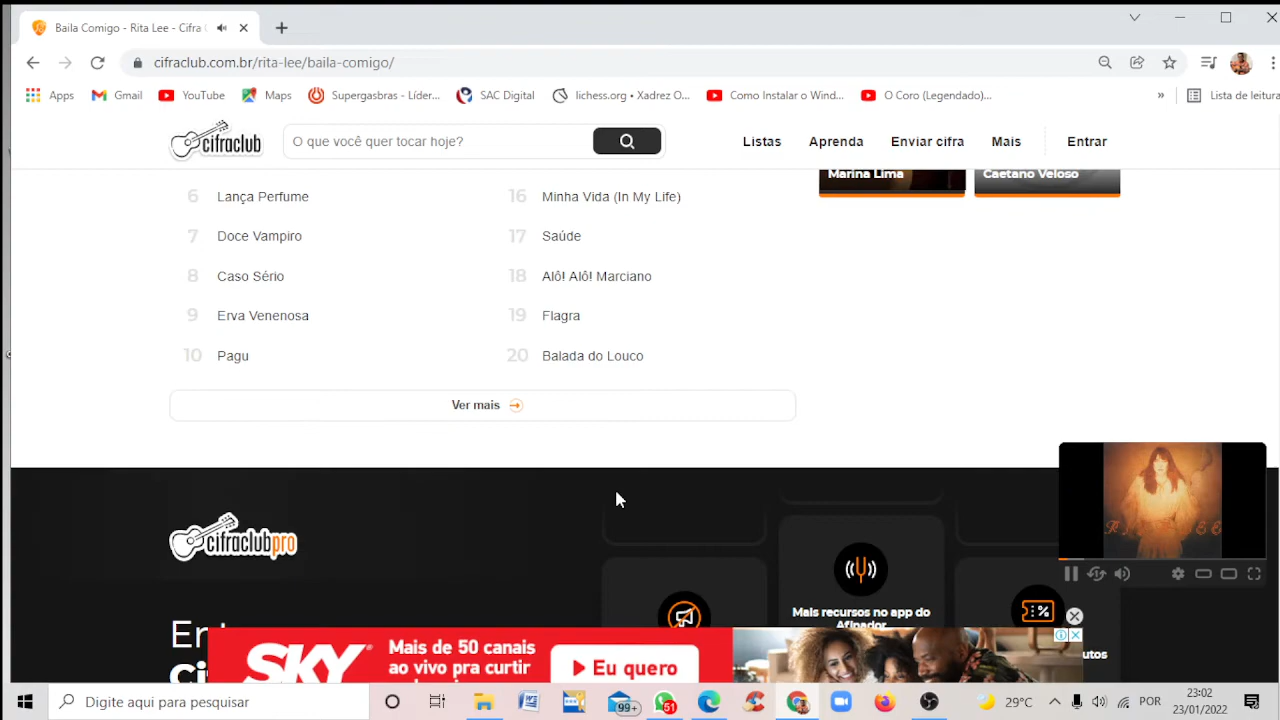 Baila Comigo - Rita Lee - Cifra
cifraclub.com.br/rita-lee/baila-comigo/
Apps
Gmail
YouTube
Maps
Supergasbras - Líder...
SAC Digital
lichess.org • Xadrez O...
Como Instalar o Wind...
O Coro (Legendado)...
»
Lista de leitura
cifraclub
O que você quer tocar hoje?
Listas
Aprenda
Enviar cifra
Mais
Entrar
Marina Lima
Caetano Veloso
6 Lança Perfume
16 Minha Vida (In My Life)
7 Doce Vampiro
17 Saúde
8 Caso Sério
18 Alô! Alô! Marciano
9 Erva Venenosa
19 Flagra
10 Pagu
20 Balada do Louco
Ver mais
RITA LEE
cifraclubpro
Mais recursos no app do
Afinador
SKY
Mais de 50 canais
ao vivo pra curtir
Eu quero
Digite aqui para pesquisar
99+
51
29°C
POR
23:02
23/01/2022